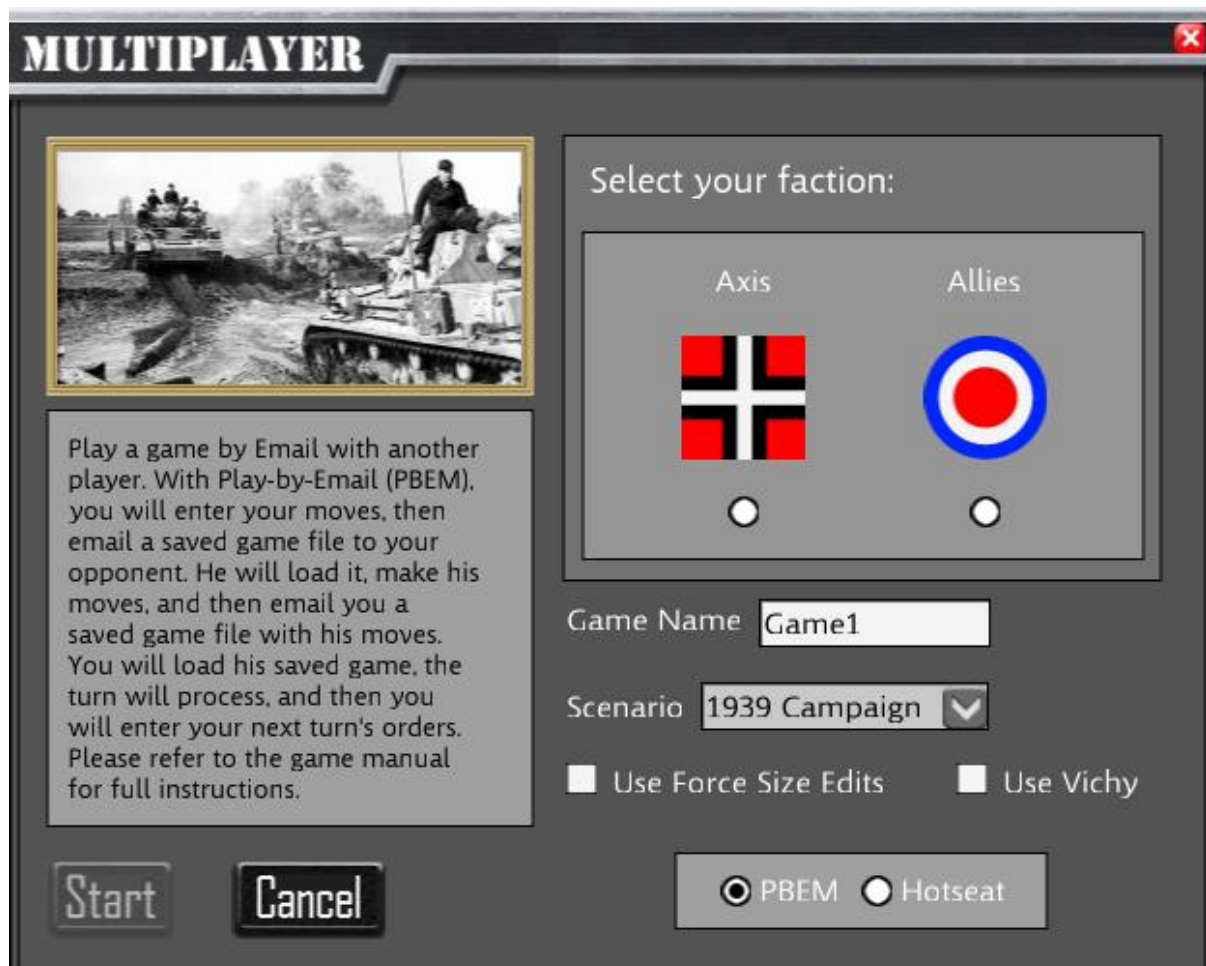 MULTIPLAYER
Select your faction:
Axis
Allies
Play a game by Email with another
player. With Play-by-Email (PBEM),
you will enter your moves, then
email a saved game file to your
opponent. He will load it, make his
moves, and then email you a
saved game file with his moves.
You will load his saved game, the
turn will process, and then you
will enter your next turn's orders.
Please refer to the game manual
for full instructions.
Game Name Game1
Scenario 1939 Campaign
Use Force Size Edits
Use Vichy
Start
Cancel
PBEM
Hotseat